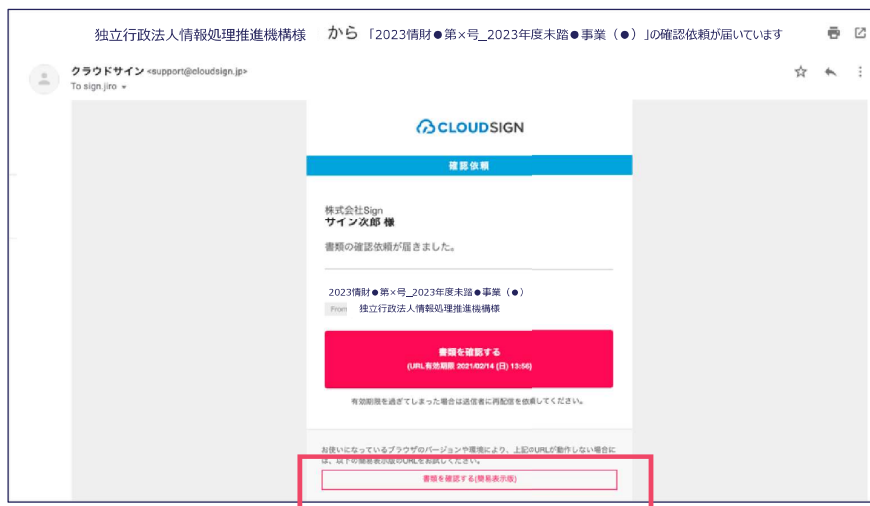 独立行政法人情報処理推進機構様 から 「2023情財●第×号_2023年度未踏●事業（●）」の確認依頼が届いています
クラウドサイン <support@cloudsign.jp>
To sign.jiro
CLOUDSIGN
確認依頼
株式会社Sign
サイン次郎 様
書類の確認依頼が届きました。
2023情財●第×号_2023年度未踏●事業（●）
From 独立行政法人情報処理推進機構様
書類を確認する
(URL有効期限 2021/02/14 (日) 13:56)
有効期限を過ぎてしまった場合は送信者に再配信を依頼してください。
お使いになっているブラウザのバージョンや環境により、上記のURLが動作しない場合に
は、以下の簡易表示版のURLをお試しください。
書類を確認する(簡易表示版)